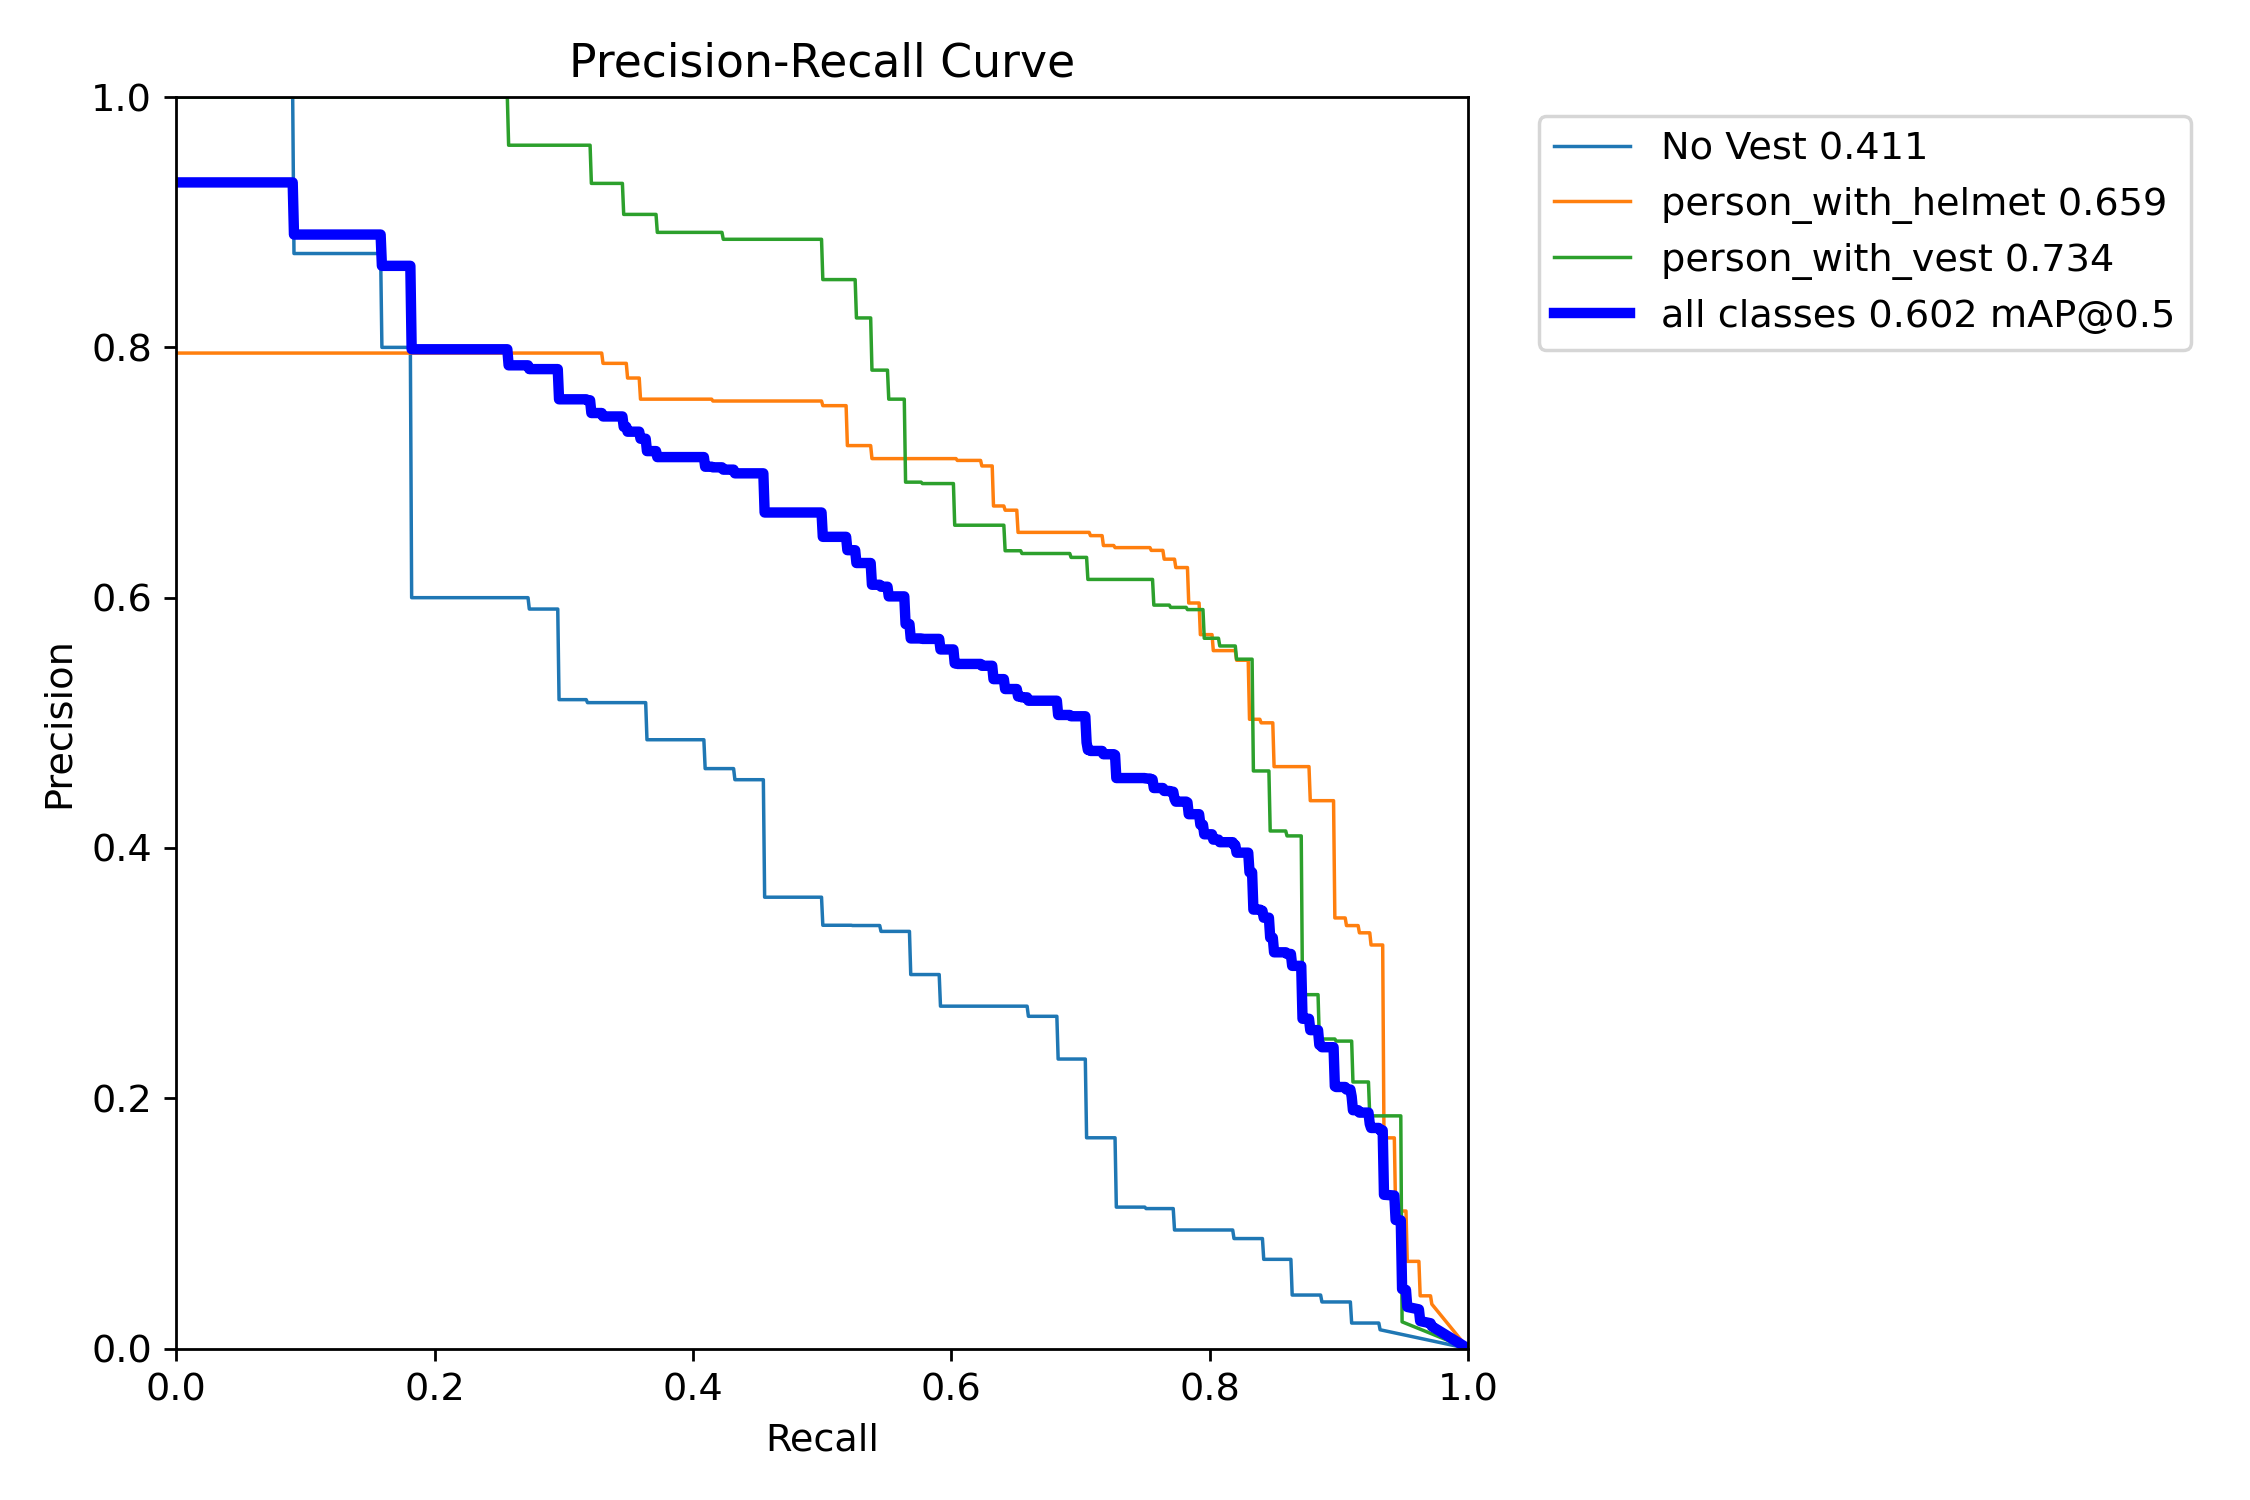 Precision-Recall Curve
1.0
0.8
0.6
0.4
0.2
0.0
Precision
0.0 0.2 0.4 0.6 0.8 1.0
Recall
No Vest 0.411
person_with_helmet 0.659
person_with_vest 0.734
all classes 0.602 mAP@0.5